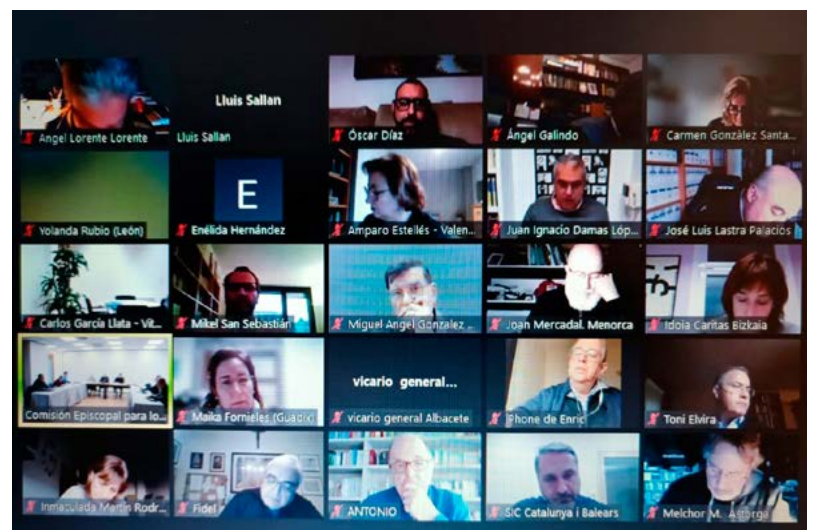 Lluis Sallan
Angel Lorente Lorente
Lluis Sallan
Óscar Díaz
Ángel Galindo
Carmen González Santa...
E
Yolanda Rubio (León)
Enélida Hernández
Amparo Estellés - Valen...
Juan Ignacio Damas Lóp...
José Luis Lastra Palacios
Carlos García Llata - Vit...
Mikel San Sebastián
Miguel Angel Gonzalez ...
Joan Mercadal. Menorca
Idoia Caritas Bizkaia
vicario general...
Comisión Episcopal para lo...
Maika Fornieles (Guadix)
vicario general Albacete
iPhone de Enric
Toni Elvira
Inmaculada Martín Rodr...
Fidel
ANTONIO
SIC Catalunya i Balears
Melchor M. Astorga